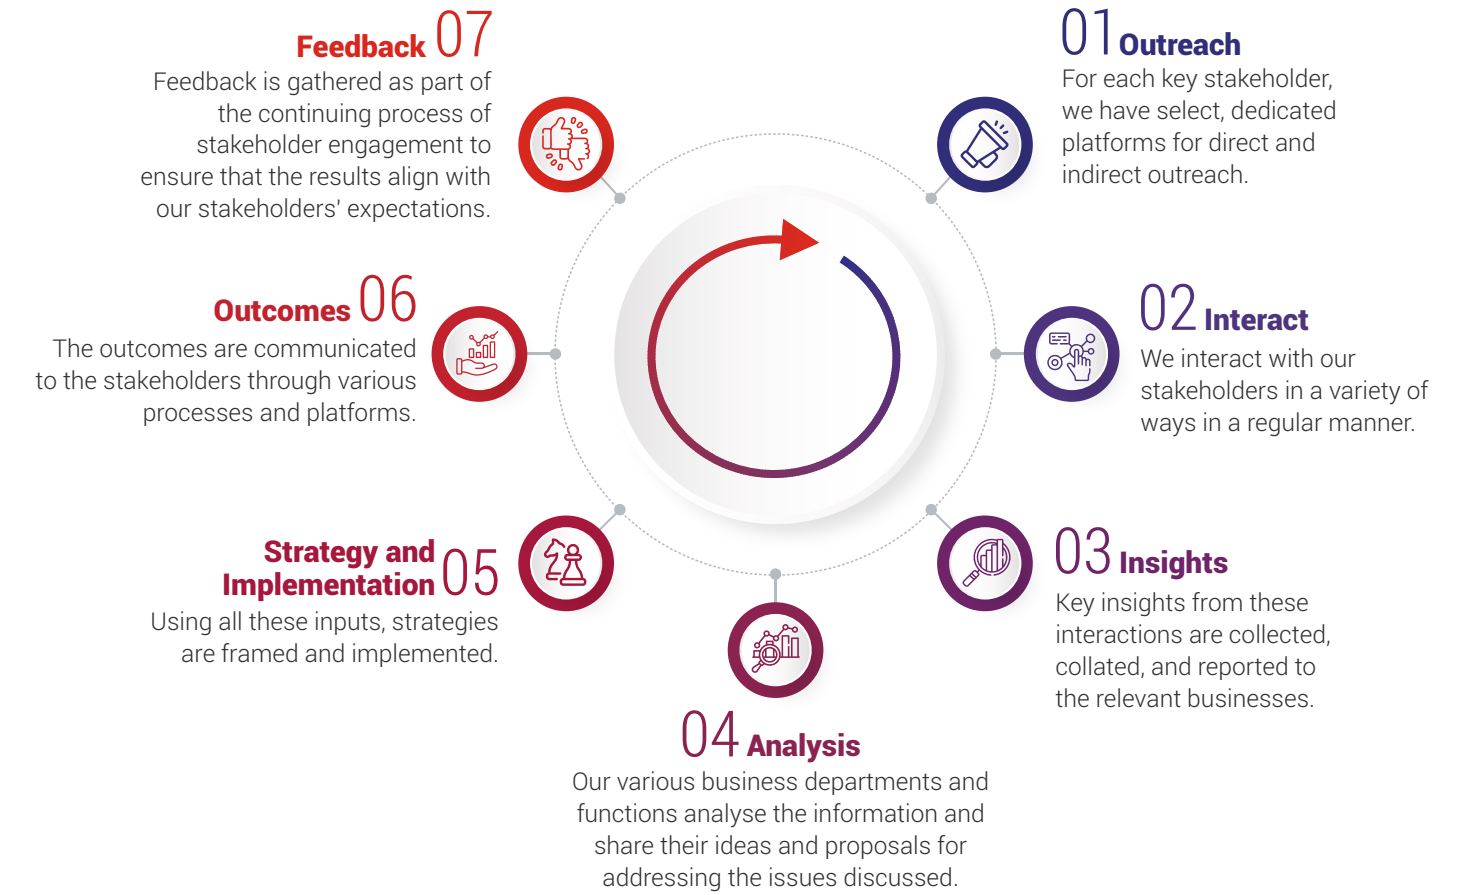 01 Outreach
For each key stakeholder,
we have select, dedicated
platforms for direct and
indirect outreach.
02 Interact
We interact with our
stakeholders in a variety of
ways in a regular manner.
03 Insights
Key insights from these
interactions are collected,
collated, and reported to
the relevant businesses.
04 Analysis
Our various business departments and
functions analyse the information and
share their ideas and proposals for
addressing the issues discussed.
Strategy and
Implementation 05
Using all these inputs, strategies
are framed and implemented.
Outcomes 06
The outcomes are communicated
to the stakeholders through various
processes and platforms.
Feedback 07
Feedback is gathered as part of
the continuing process of
stakeholder engagement to
ensure that the results align with
our stakeholders' expectations.